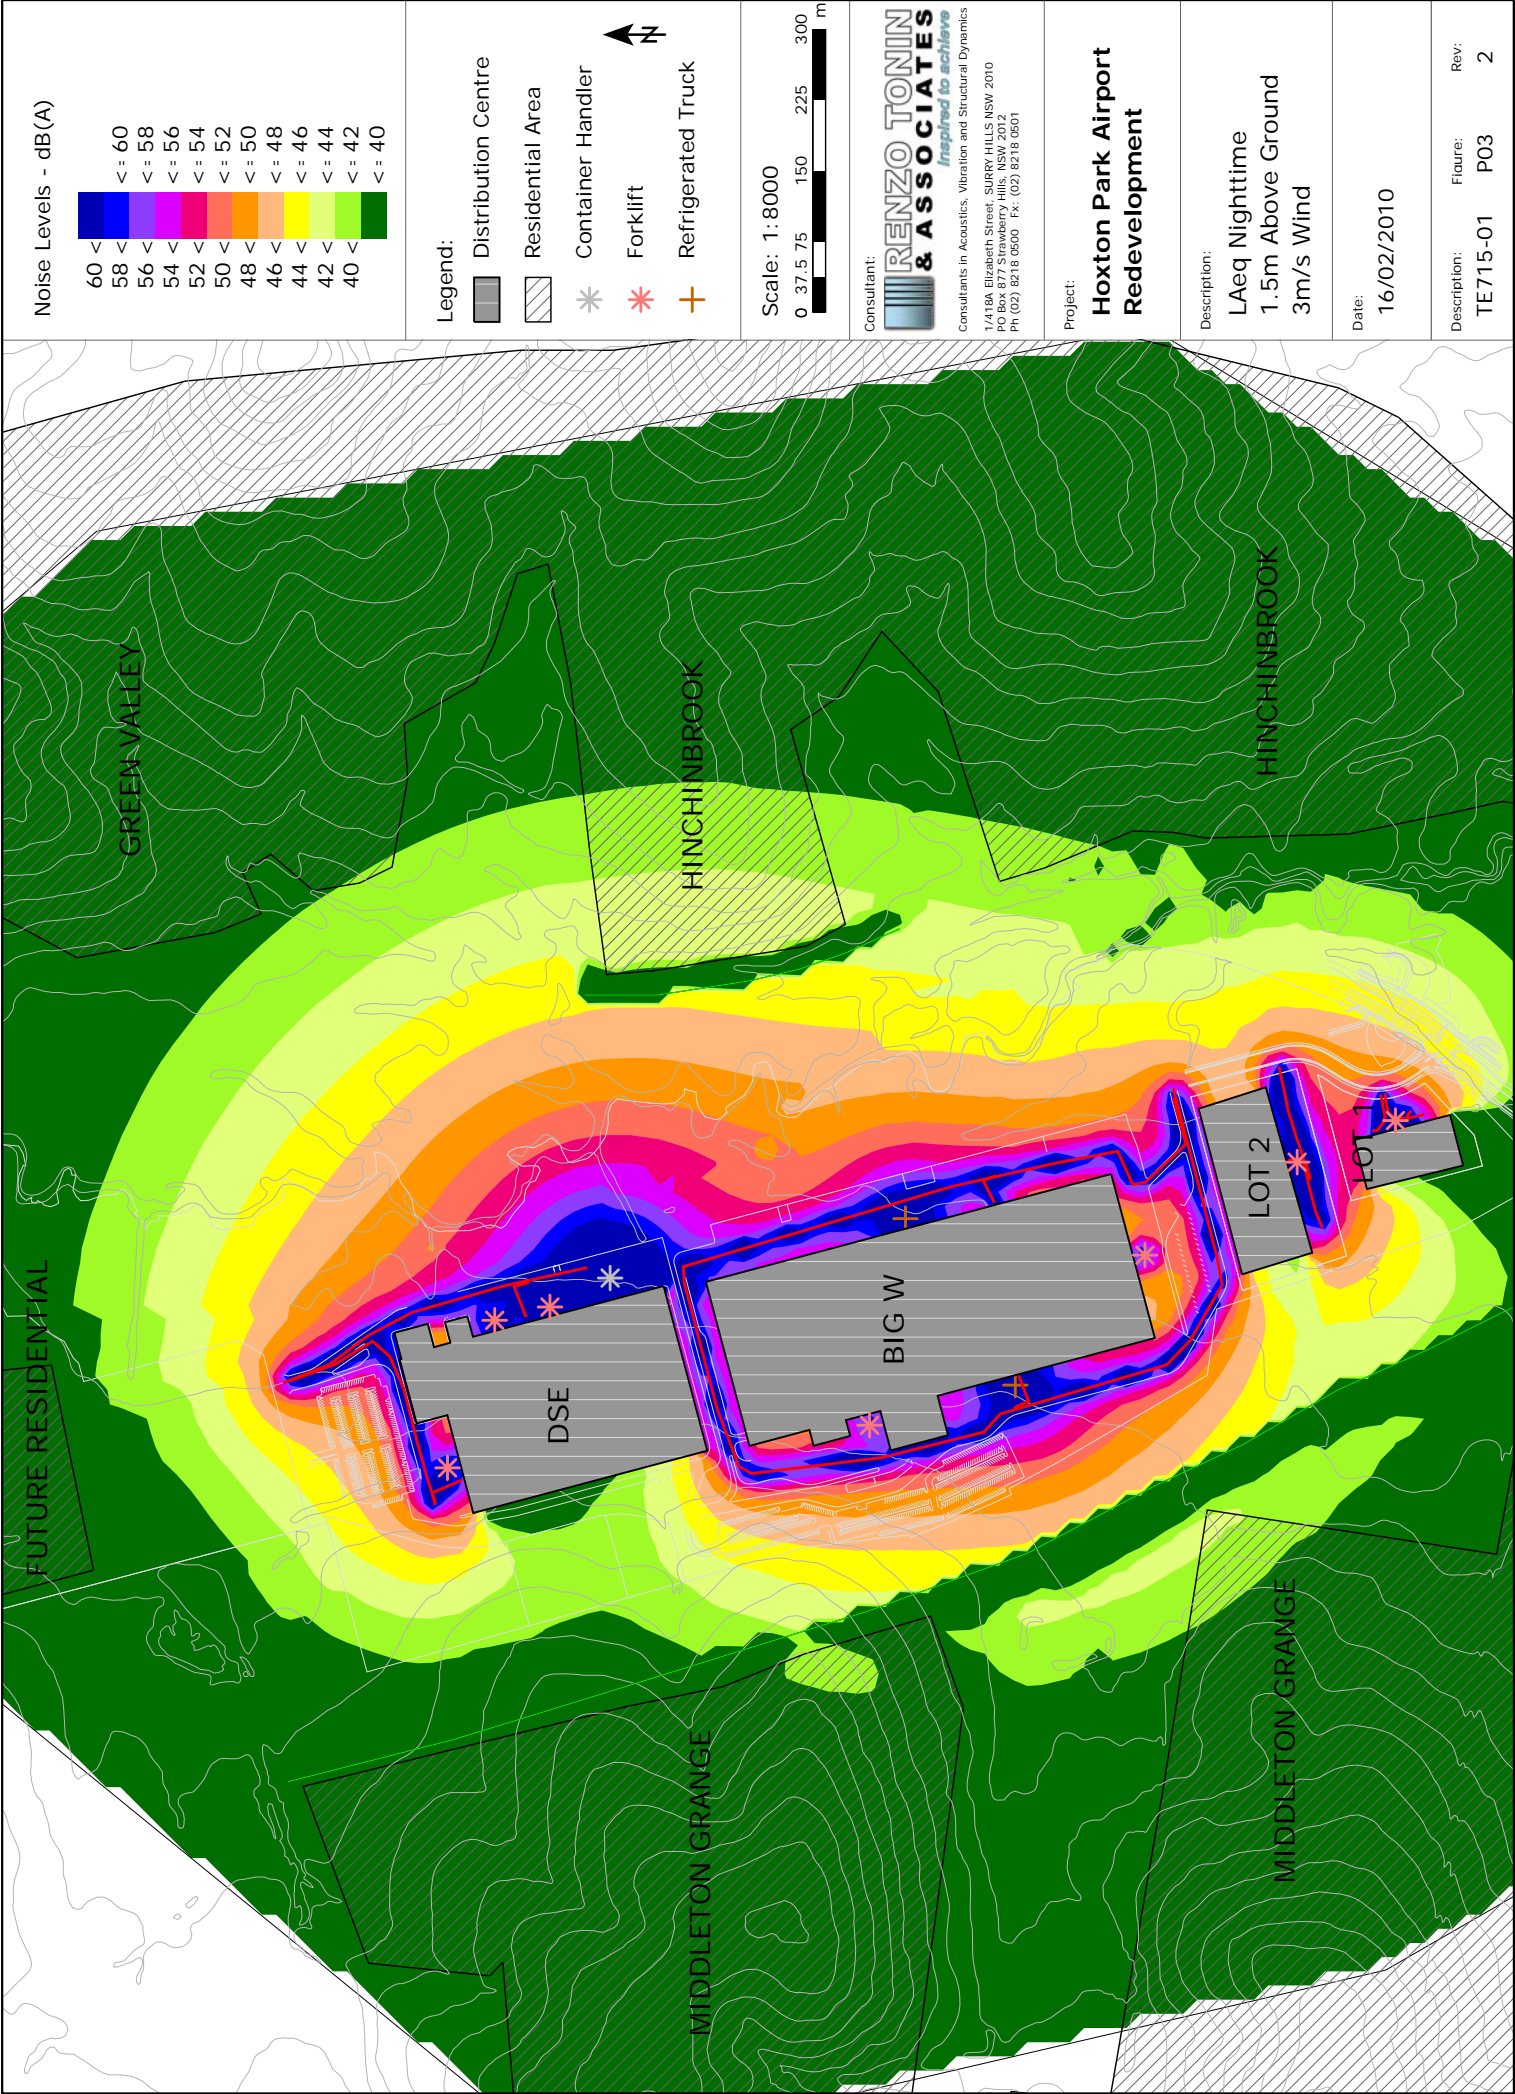 Noise Levels - dB(A)
60 <
58 < <= 60
56 < <= 58
54 < <= 56
52 < <= 54
50 < <= 52
48 < <= 50
46 < <= 48
44 < <= 46
42 < <= 44
40 < <= 42
<= 40
Legend:
Distribution Centre
Residential Area
Container Handler
Forklift
Refrigerated Truck
N
Scale: 1:8000
0 37.5 75 150 225 300
m
Consultant:
RENZO TONIN
& ASSOCIATES
inspired to achieve
Consultants in Acoustics, Vibration and Structural Dynamics
1/418A Elizabeth Street, SURRY HILLS NSW 2010
PO Box 877 Strawberry Hills, NSW 2012
Ph (02) 8218 0500 Fx: (02) 8218 0501
Project:
Hoxton Park Airport
Redevelopment
Description:
LAeq Nighttime
1.5m Above Ground
3m/s Wind
Date:
16/02/2010
Description: Figure: Rev:
TE715-01 P03 2
FUTURE RESIDENTIAL
GREEN VALLEY
DSE
MIDDLETON GRANGE
HINCHINBROOK
BIG W
LOT 2
MIDDLETON GRANGE
HINCHINBROOK
LOT 1